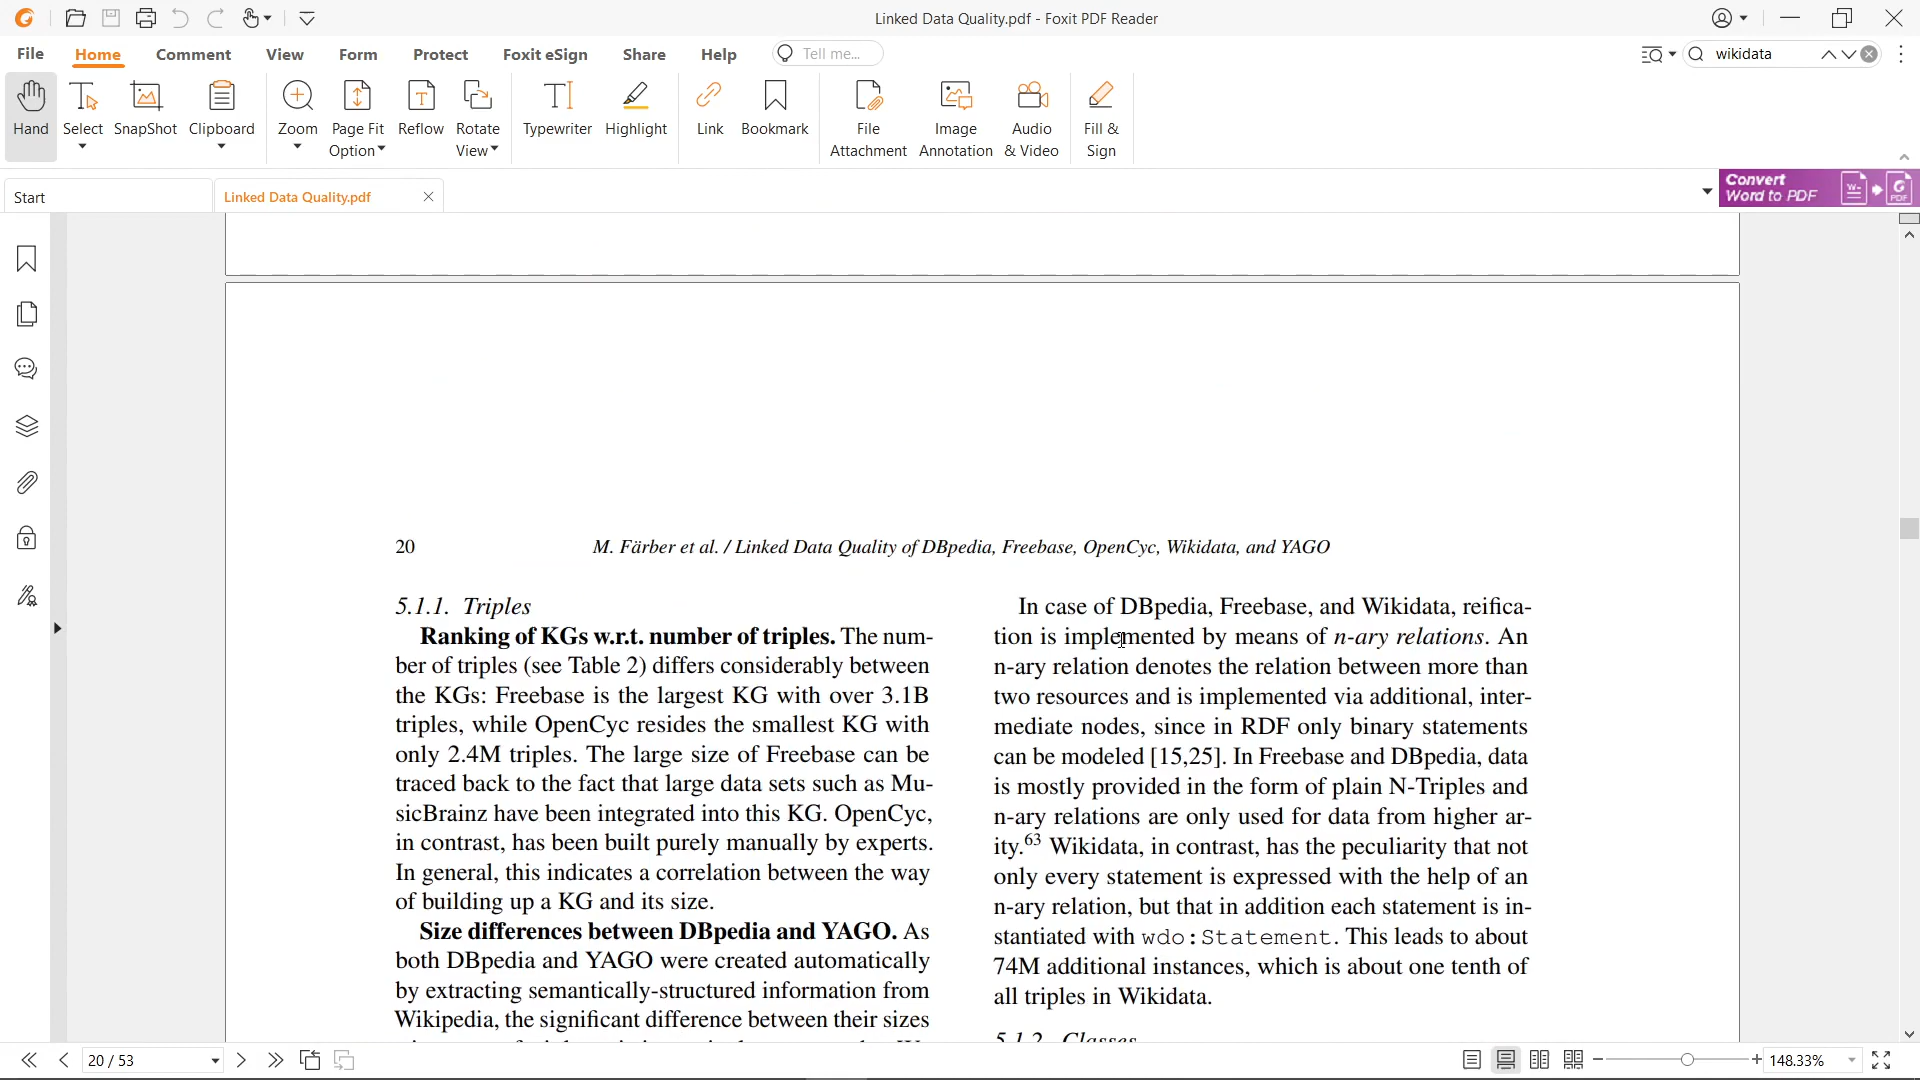 Linked Data Quality.pdf - Foxit PDF Reader
File Home Comment View Form Protect Foxit eSign Share Help Tell me... wikidata
Hand Select SnapShot Clipboard Zoom Page Fit Option Reflow Rotate View Typewriter Highlight Link Bookmark File Attachment Image Annotation Audio & Video Fill & Sign
Start Linked Data Quality.pdf Convert Word to PDF
20 M. Färber et al. / Linked Data Quality of DBpedia, Freebase, OpenCyc, Wikidata, and YAGO
5.1.1. Triples
Ranking of KGs w.r.t. number of triples. The num-
ber of triples (see Table 2) differs considerably between
the KGs: Freebase is the largest KG with over 3.1B
triples, while OpenCyc resides the smallest KG with
only 2.4M triples. The large size of Freebase can be
traced back to the fact that large data sets such as Mu-
sicBrainz have been integrated into this KG. OpenCyc,
in contrast, has been built purely manually by experts.
In general, this indicates a correlation between the way
of building up a KG and its size.
Size differences between DBpedia and YAGO. As
both DBpedia and YAGO were created automatically
by extracting semantically-structured information from
Wikipedia, the significant difference between their sizes
In case of DBpedia, Freebase, and Wikidata, reifica-
tion is implemented by means of n-ary relations. An
n-ary relation denotes the relation between more than
two resources and is implemented via additional, inter-
mediate nodes, since in RDF only binary statements
can be modeled [15,25]. In Freebase and DBpedia, data
is mostly provided in the form of plain N-Triples and
n-ary relations are only used for data from higher ar-
ity.63 Wikidata, in contrast, has the peculiarity that not
only every statement is expressed with the help of an
n-ary relation, but that in addition each statement is in-
stantiated with wdo:Statement. This leads to about
74M additional instances, which is about one tenth of
all triples in Wikidata.
5.1.2. Classes
20 / 53 148.33%